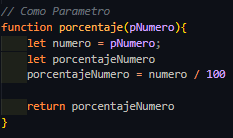 // Como Parametro
function porcentaje(pNumero){
    let numero = pNumero;
    let porcentajeNumero
    porcentajeNumero = numero / 100
    return porcentajeNumero
}